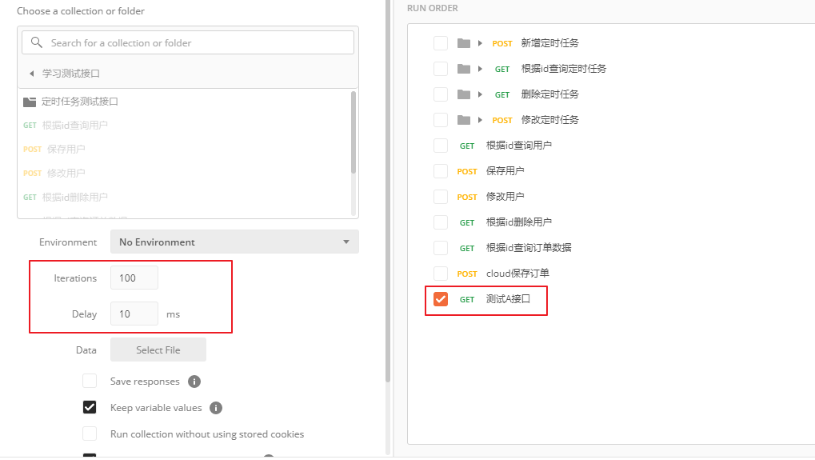 Choose a collection or folder
Search for a collection or folder
学习测试接口
定时任务测试接口
GET 根据id查询用户
POST 保存用户
POST 修改用户
GET 根据id删除用户
Environment No Environment
Iterations 100
Delay 10 ms
Data Select File
Save responses
Keep variable values
Run collection without using stored cookies
RUN ORDER
POST 新增定时任务
GET 根据id查询定时任务
GET 删除定时任务
POST 修改定时任务
GET 根据id查询用户
POST 保存用户
POST 修改用户
GET 根据id删除用户
GET 根据id查询订单数据
POST cloud保存订单
GET 测试A接口